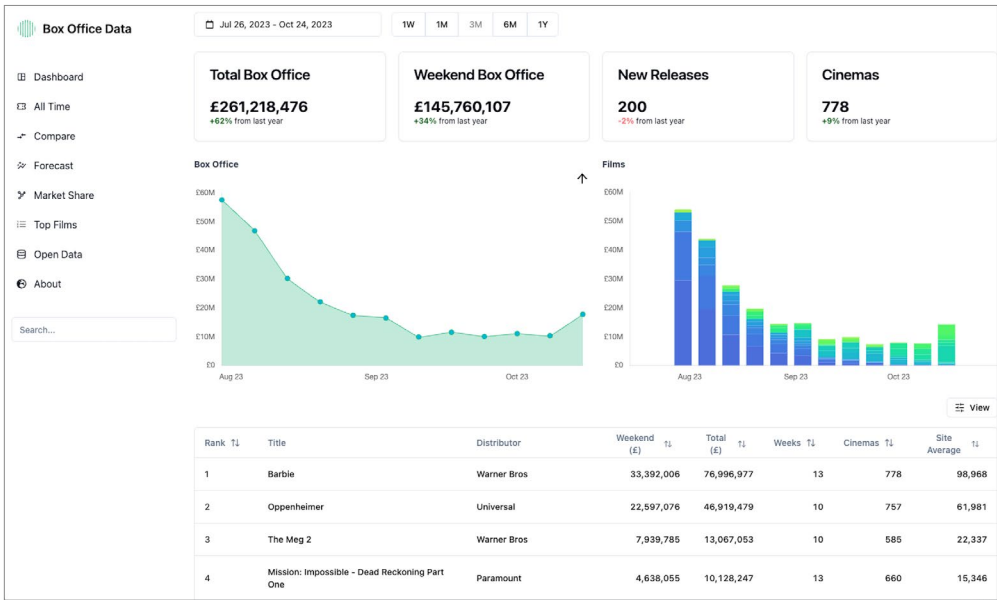 Box Office Data
Jul 26, 2023 - Oct 24, 2023
1W 1M 3M 6M 1Y
Dashboard
All Time
Compare
Forecast
Market Share
Top Films
Open Data
About
Search...
Total Box Office
£261,218,476
+62% from last year
Weekend Box Office
£145,760,107
+34% from last year
New Releases
200
-2% from last year
Cinemas
778
+9% from last year
Box Office
£60M
£50M
£40M
£30M
£20M
£10M
£0
Aug 23 Sep 23 Oct 23
Films
£60M
£50M
£40M
£30M
£20M
£10M
£0
Aug 23 Sep 23 Oct 23
View
Rank Title Distributor Weekend (£) Total (£) Weeks Cinemas Site Average
1 Barbie Warner Bros 33,392,006 76,996,977 13 778 98,968
2 Oppenheimer Universal 22,597,076 46,919,479 10 757 61,981
3 The Meg 2 Warner Bros 7,939,785 13,067,053 10 585 22,337
4 Mission: Impossible - Dead Reckoning Part One Paramount 4,638,055 10,128,247 13 660 15,346